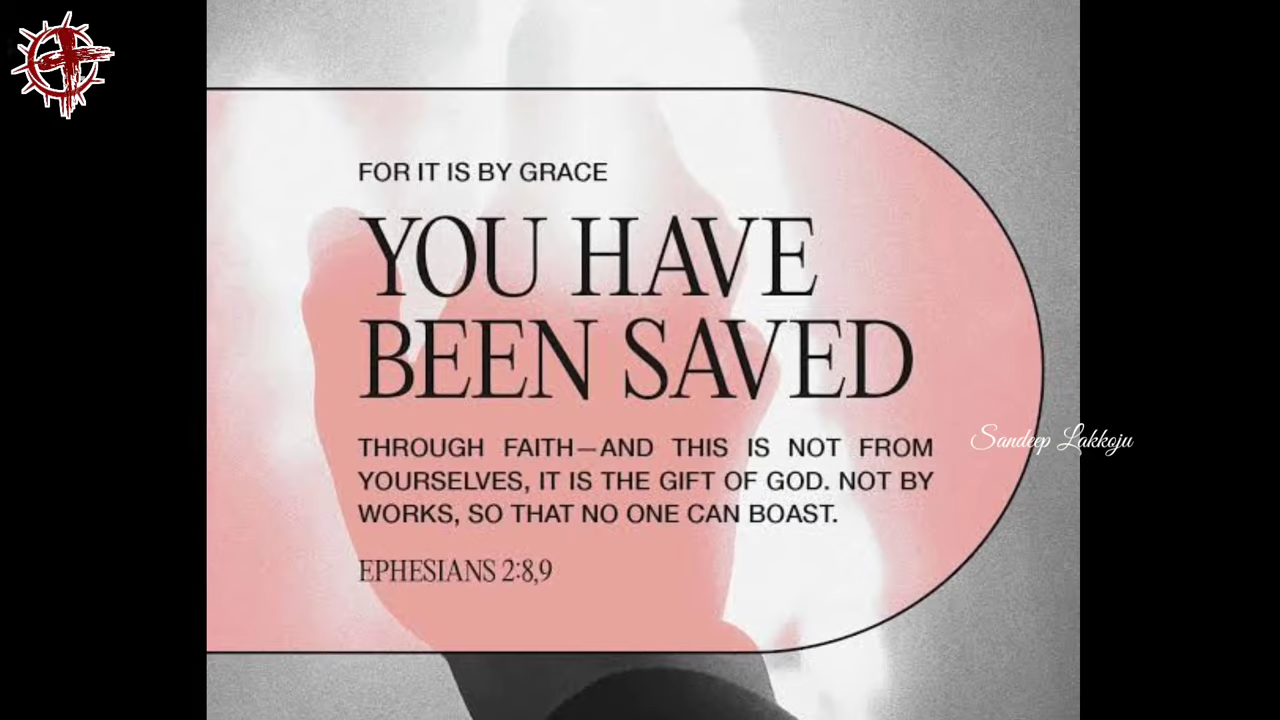 FOR IT IS BY GRACE
YOU HAVE
BEEN SAVED
THROUGH FAITH—AND THIS IS NOT FROM
YOURSELVES, IT IS THE GIFT OF GOD. NOT BY
WORKS, SO THAT NO ONE CAN BOAST.
EPHESIANS 2:8,9
Sandeep Lakkoju